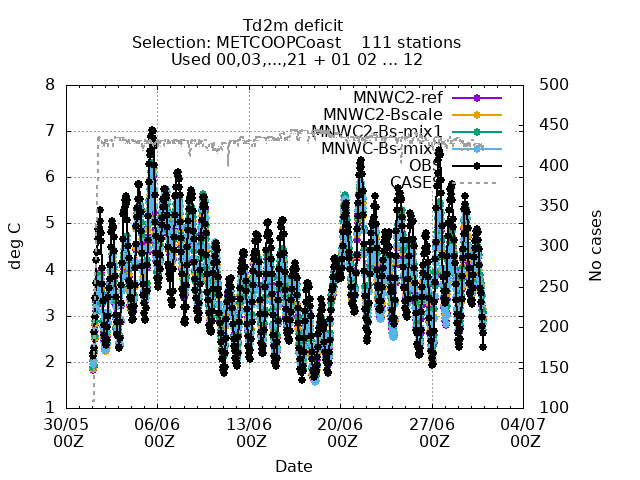 Td2m deficit
Selection: METCOOPCoast 111 stations
Used 00,03,...,21 + 01 02 ... 12
8
7
6
5
4
3
2
1
deg C
500
450
400
350
300
250
200
150
100
No cases
MNWC2-ref
MNWC2-Bscale
MNWC2-Bs-mix1
MNWC-Bs-mix
OBS
CASES
30/05 06/06 13/06 20/06 27/06 04/07
00Z 00Z 00Z 00Z 00Z 00Z
Date